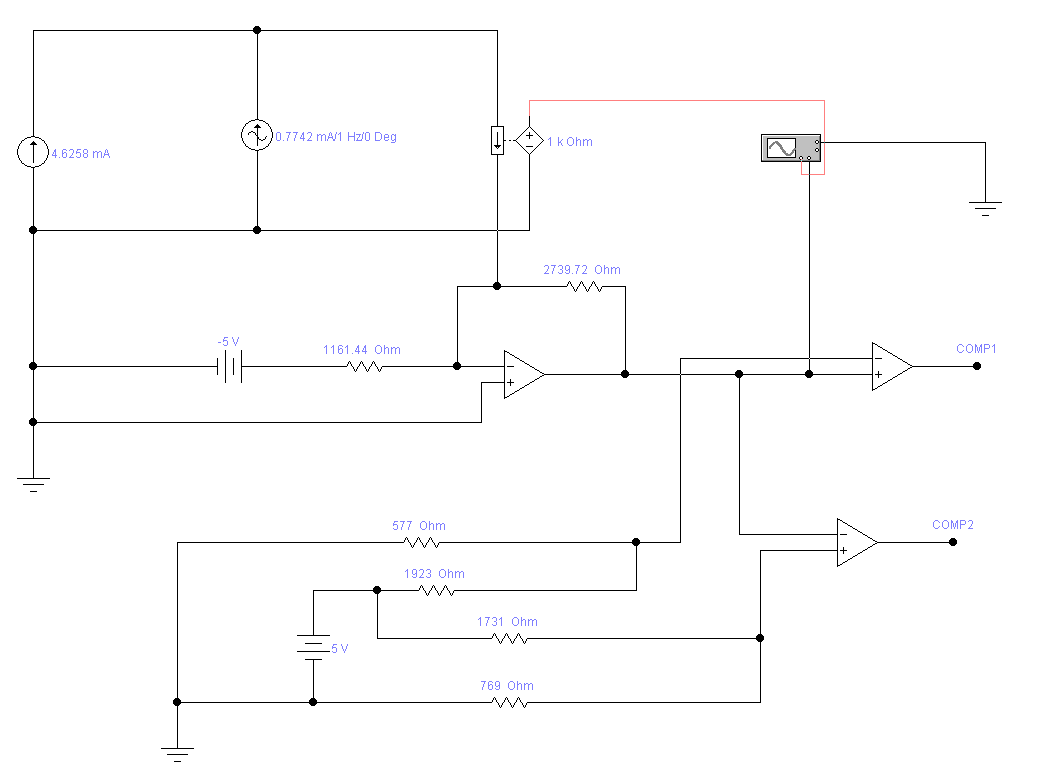 4.6258 mA
0.7742 mA/1 Hz/0 Deg
1 k Ohm
2739.72 Ohm
-5 V
1161.44 Ohm
COMP1
577 Ohm
COMP2
1923 Ohm
1731 Ohm
5 V
769 Ohm